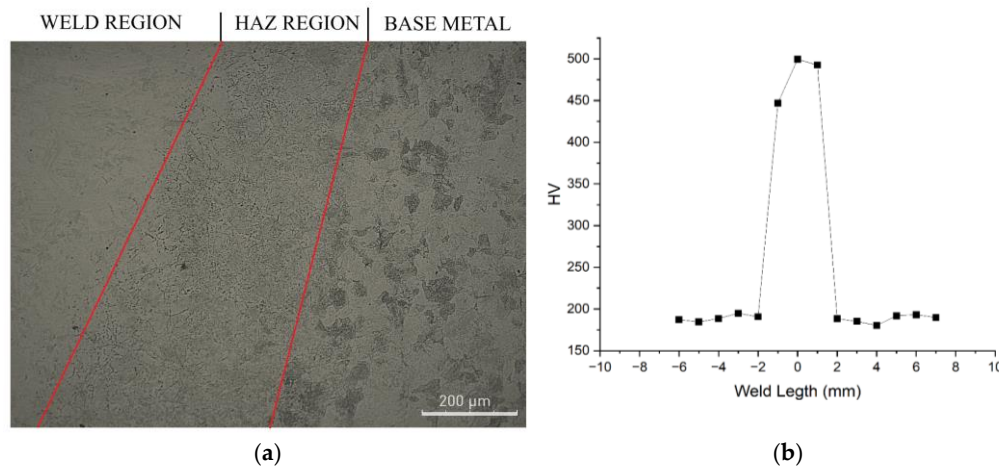 WELD REGION | HAZ REGION | BASE METAL
200 µm
(a)
HV
500
450
400
350
300
250
200
150
−10 −8 −6 −4 −2 0 2 4 6 8 10
Weld Legth (mm)
(b)